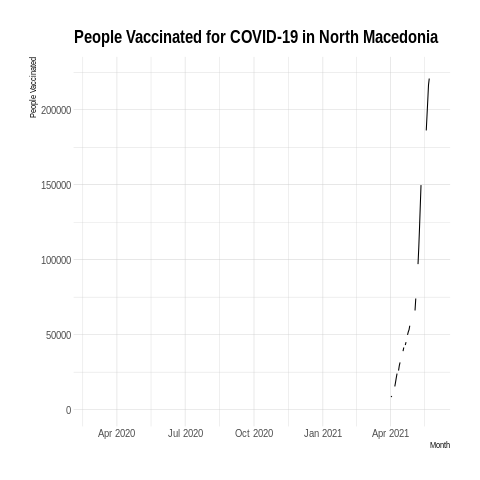 People Vaccinated for COVID-19 in North Macedonia
People Vaccinated
200000
150000
100000
50000
0
Apr 2020 Jul 2020 Oct 2020 Jan 2021 Apr 2021
Month